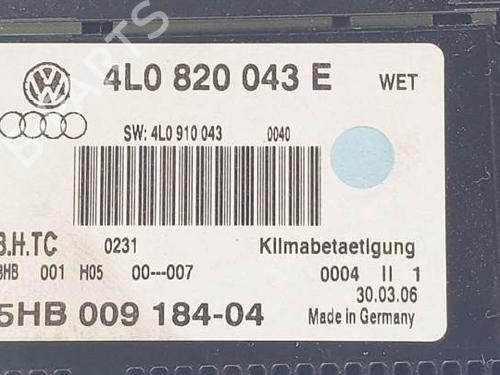 4L0 820 043 E WET
SW: 4L0 910 043 0040
B.H.TC 0231 Klimabetaetigung
001 H05 00---007 0004 II 1
30.03.06
5HB 009 184-04 Made in Germany